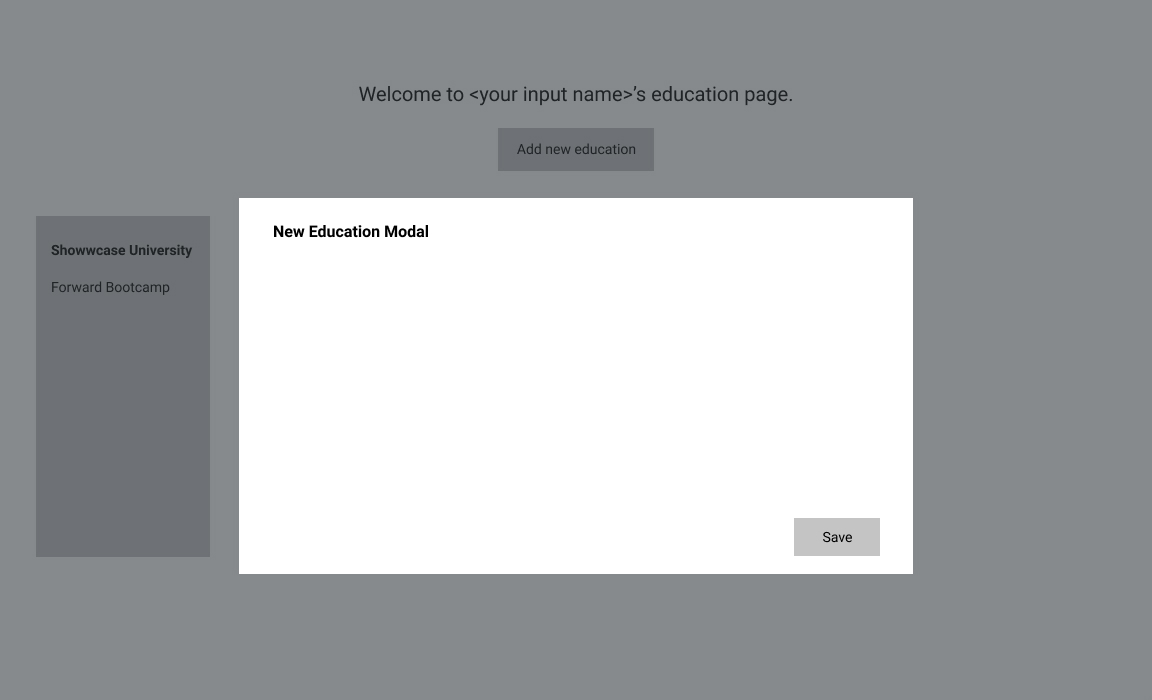 Welcome to <your input name>’s education page.
Add new education
Showwcase University
Forward Bootcamp
New Education Modal
Save